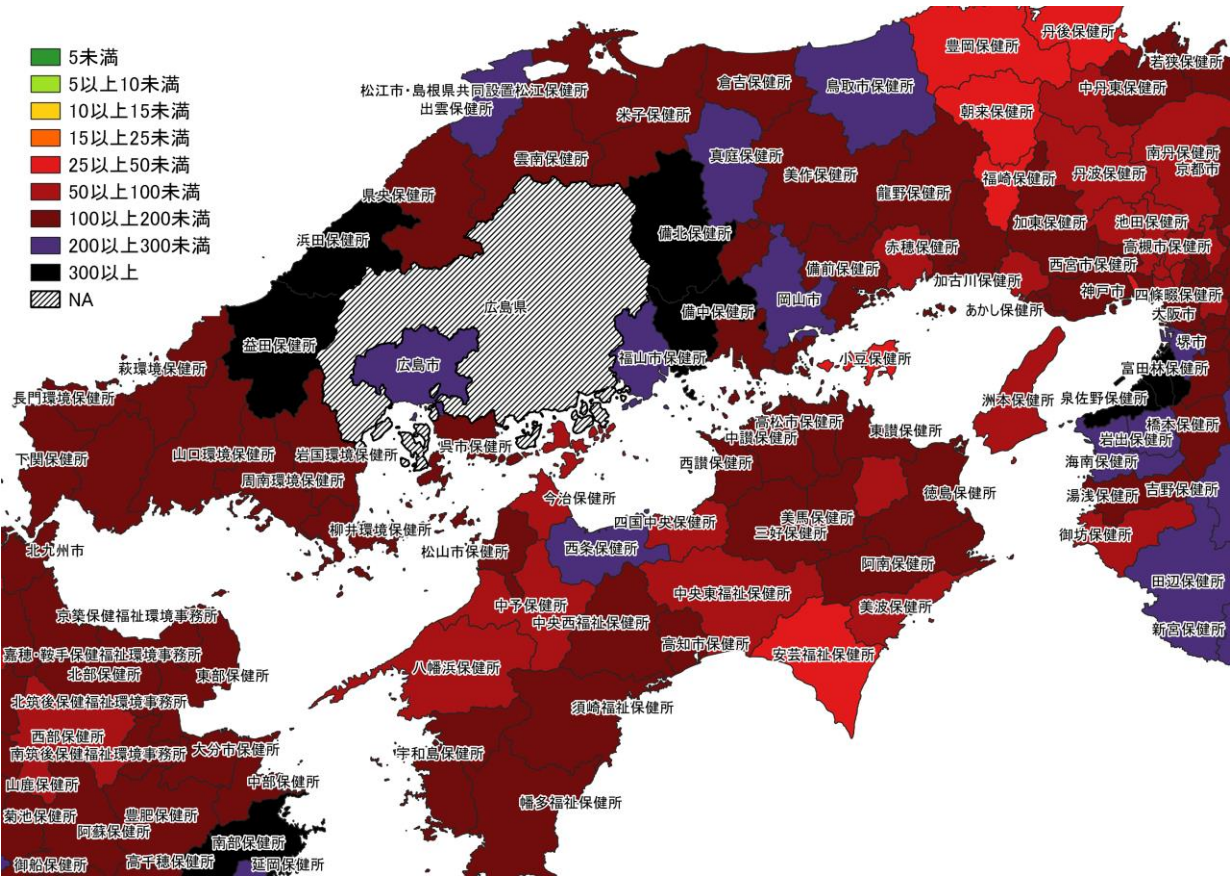 5未満
5以上10未満
10以上15未満
15以上25未満
25以上50未満
50以上100未満
100以上200未満
200以上300未満
300以上
NA
丹後保健所
豊岡保健所
若狭保健所
倉吉保健所
鳥取市保健所
中丹東保健所
松江市・島根県共同設置松江保健所
出雲保健所
米子保健所
朝来保健所
雲南保健所
真庭保健所
美作保健所
南丹保健所
京都市
丹波保健所
福崎保健所
龍野保健所
県央保健所
加東保健所
池田保健所
浜田保健所
備北保健所
赤穂保健所
高槻市保健所
西宮市保健所
備前保健所
加古川保健所
神戸市
四條畷保健所
岡山市
あかし保健所
大阪市
広島県
備中保健所
堺市
益田保健所
福山市保健所
小豆保健所
広島市
富田林保健所
萩環境保健所
長門環境保健所
洲本保健所
泉佐野保健所
高松市保健所
東讃保健所
中讃保健所
橋本保健所
岩出保健所
呉市保健所
下関保健所
山口環境保健所
岩国環境保健所
西讃保健所
海南保健所
周南環境保健所
今治保健所
徳島保健所
湯浅保健所
吉野保健所
柳井環境保健所
四国中央保健所
美馬保健所
三好保健所
御坊保健所
北九州市
松山市保健所
西条保健所
阿南保健所
田辺保健所
中央東福祉保健所
中予保健所
美波保健所
京築保健福祉環境事務所
中央西福祉保健所
新宮保健所
高知市保健所
安芸福祉保健所
嘉穂・鞍手保健福祉環境事務所
北部保健所
東部保健所
八幡浜保健所
北筑後保健福祉環境事務所
須崎福祉保健所
西部保健所
南筑後保健福祉環境事務所
大分市保健所
宇和島保健所
山鹿保健所
中部保健所
幡多福祉保健所
菊池保健所
豊肥保健所
阿蘇保健所
南部保健所
御船保健所
高千穂保健所
延岡保健所